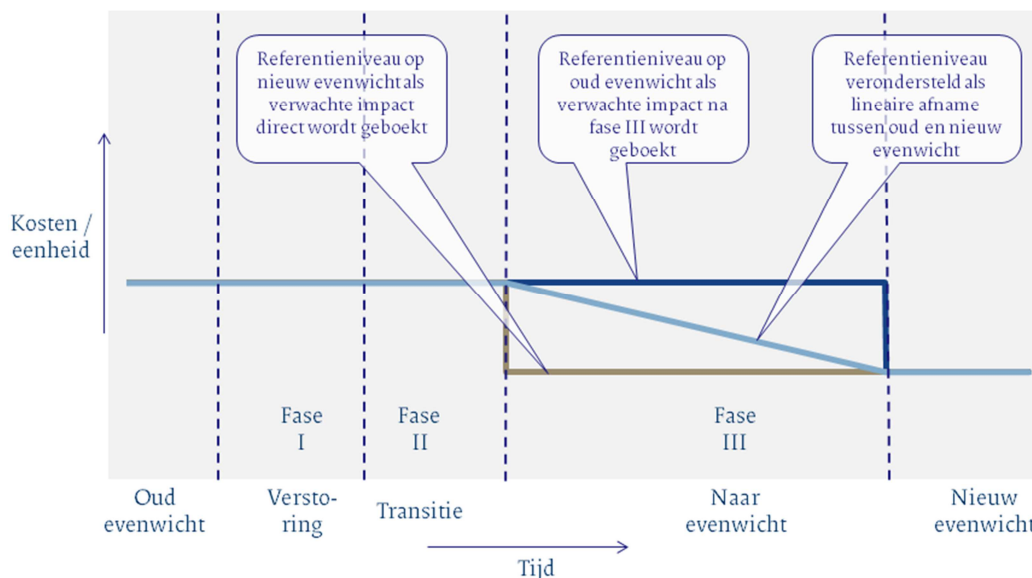 Referentieniveau op
nieuw evenwicht als
verwachte impact
direct wordt geboekt
Referentieniveau op
oud evenwicht als
verwachte impact na
fase III wordt
geboekt
Referentieniveau
verondersteld als
lineaire afname
tussen oud en nieuw
evenwicht
Kosten /
eenheid
Fase
I
Fase
II
Fase
III
Oud
evenwicht
Versto-
ring
Transitie
Naar
evenwicht
Nieuw
evenwicht
Tijd